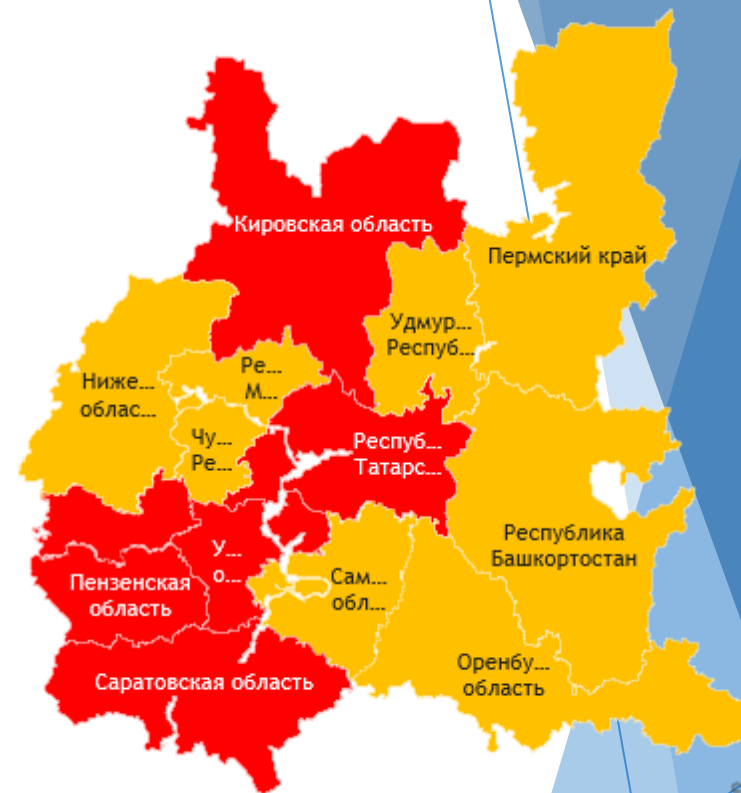 Кировская область
Пермский край
Удмур...
Респуб...
Ре...
М...
Ниже...
облас...
Чу...
Ре...
Респуб...
Татарс...
Республика
Башкортостан
У...
о...
Сам...
обл...
Пензенская
область
Оренбу...
область
Саратовская область